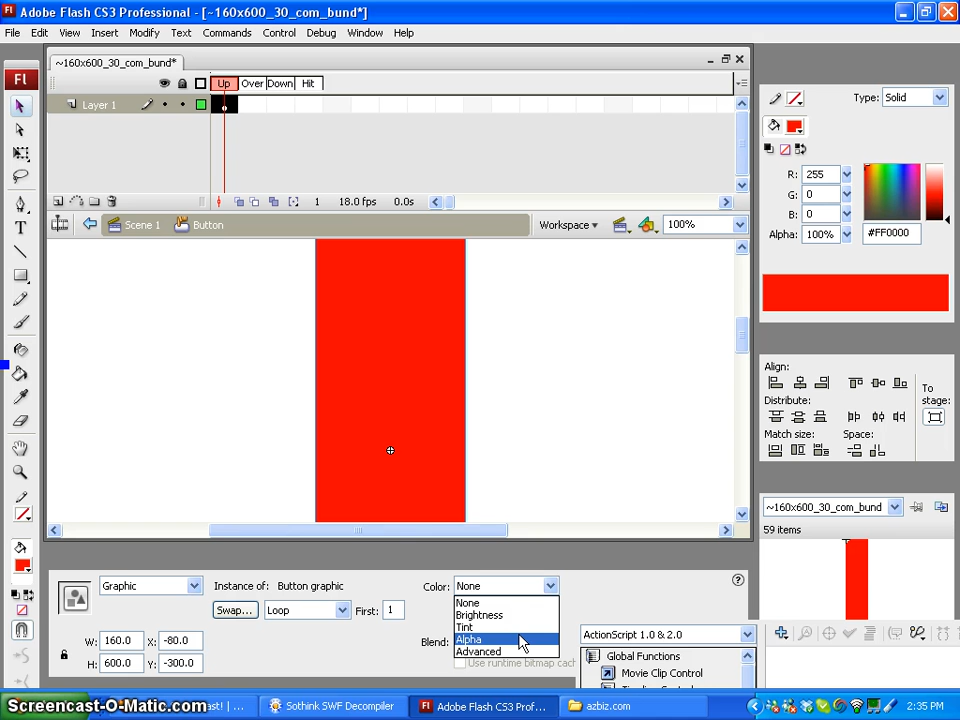 Adobe Flash CS3 Professional - [~160x600_30_com_bund*]
File Edit View Insert Modify Text Commands Control Debug Window Help
~160x600_30_com_bund*
Fl
Up Over Down Hit
Layer 1
1 18.0 fps 0.0s
Scene 1 Button Workspace 100%
Type: Solid
R: 255
G: 0
B: 0
Alpha: 100% #FF0000
Align:
To stage:
Distribute:
Match size: Space:
~160x600_30_com_bund
59 items
Graphic Instance of: Button graphic Color: None
Swap... Loop First: 1
None
Brightness
Tint
Alpha
Advanced
W: 160.0 X: -80.0
H: 600.0 Y: -300.0
Blend:
Use runtime bitmap cach
ActionScript 1.0 & 2.0
Global Functions
Movie Clip Control
Screencast-O-Matic.com
ast! | ...
Sothink SWF Decompiler
Adobe Flash CS3 Prof...
azbiz.com
2:35 PM